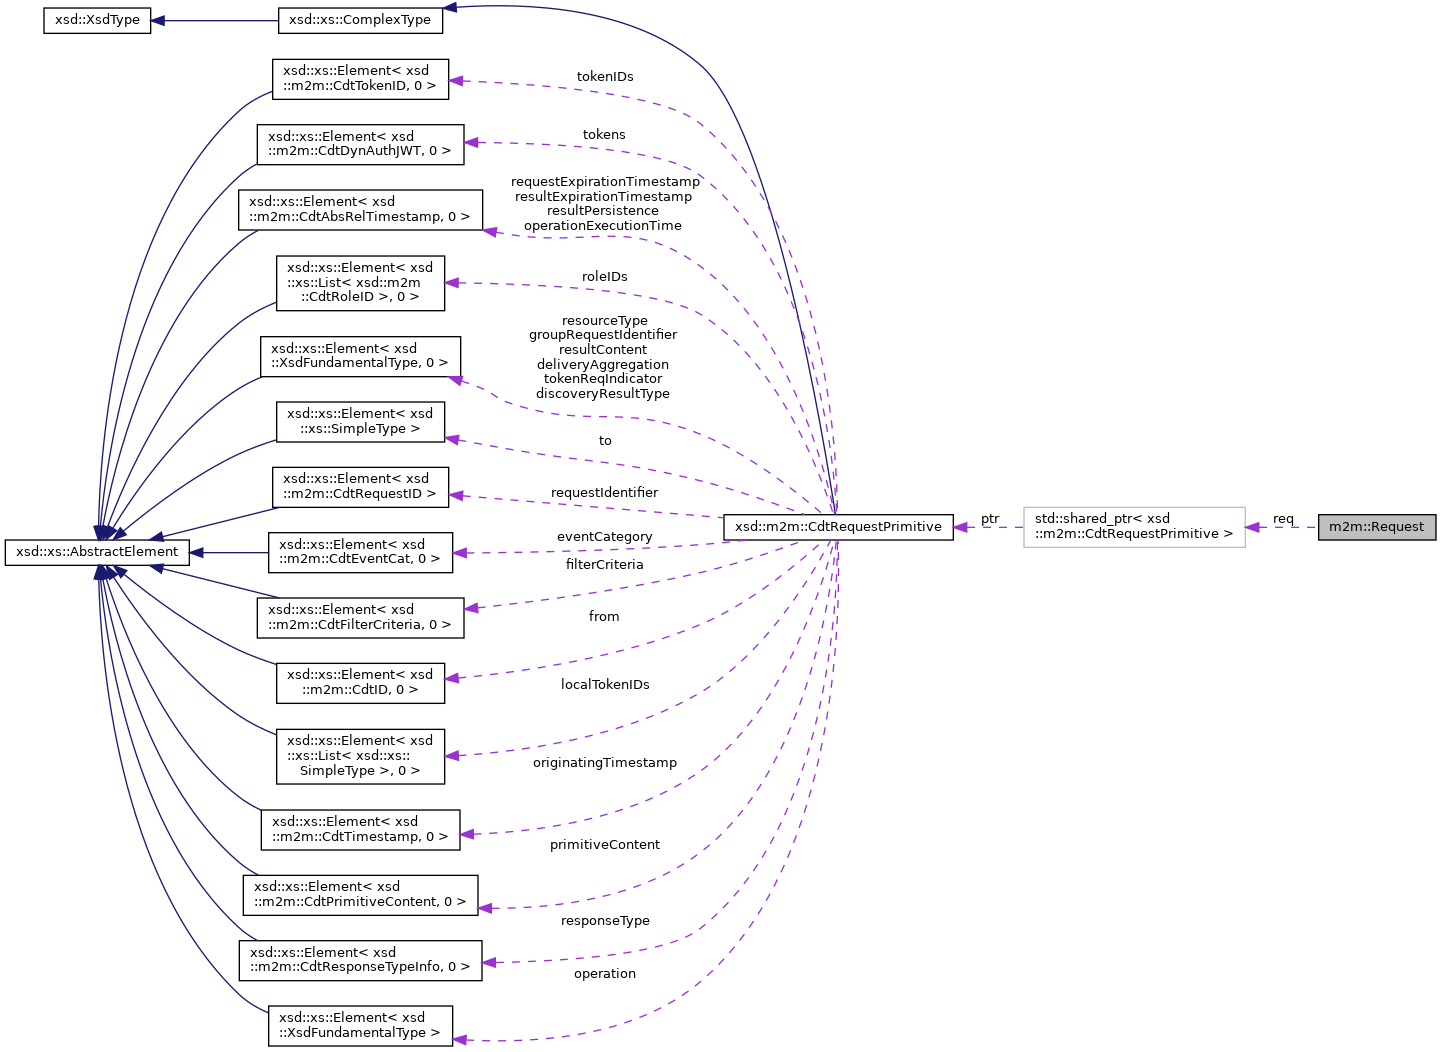 xsd::XsdType
xsd::xs::ComplexType
xsd::xs::Element< xsd
::m2m::CdtTokenID, 0 >
tokenIDs
xsd::xs::Element< xsd
::m2m::CdtDynAuthJWT, 0 >
tokens
xsd::xs::Element< xsd
::m2m::CdtAbsRelTimestamp, 0 >
requestExpirationTimestamp
resultExpirationTimestamp
resultPersistence
operationExecutionTime
xsd::xs::Element< xsd
::xs::List< xsd::m2m
::CdtRoleID >, 0 >
roleIDs
xsd::xs::Element< xsd
::XsdFundamentalType, 0 >
resourceType
groupRequestIdentifier
resultContent
deliveryAggregation
tokenReqIndicator
discoveryResultType
xsd::xs::Element< xsd
::xs::SimpleType >
to
xsd::xs::Element< xsd
::m2m::CdtRequestID >
requestIdentifier
xsd::xs::AbstractElement
xsd::xs::Element< xsd
::m2m::CdtEventCat, 0 >
eventCategory
xsd::m2m::CdtRequestPrimitive
ptr
std::shared_ptr< xsd
::m2m::CdtRequestPrimitive >
req
m2m::Request
xsd::xs::Element< xsd
::m2m::CdtFilterCriteria, 0 >
filterCriteria
xsd::xs::Element< xsd
::m2m::CdtID, 0 >
from
xsd::xs::Element< xsd
::xs::List< xsd::xs::
SimpleType >, 0 >
localTokenIDs
xsd::xs::Element< xsd
::m2m::CdtTimestamp, 0 >
originatingTimestamp
xsd::xs::Element< xsd
::m2m::CdtPrimitiveContent, 0 >
primitiveContent
xsd::xs::Element< xsd
::m2m::CdtResponseTypeInfo, 0 >
responseType
xsd::xs::Element< xsd
::XsdFundamentalType >
operation